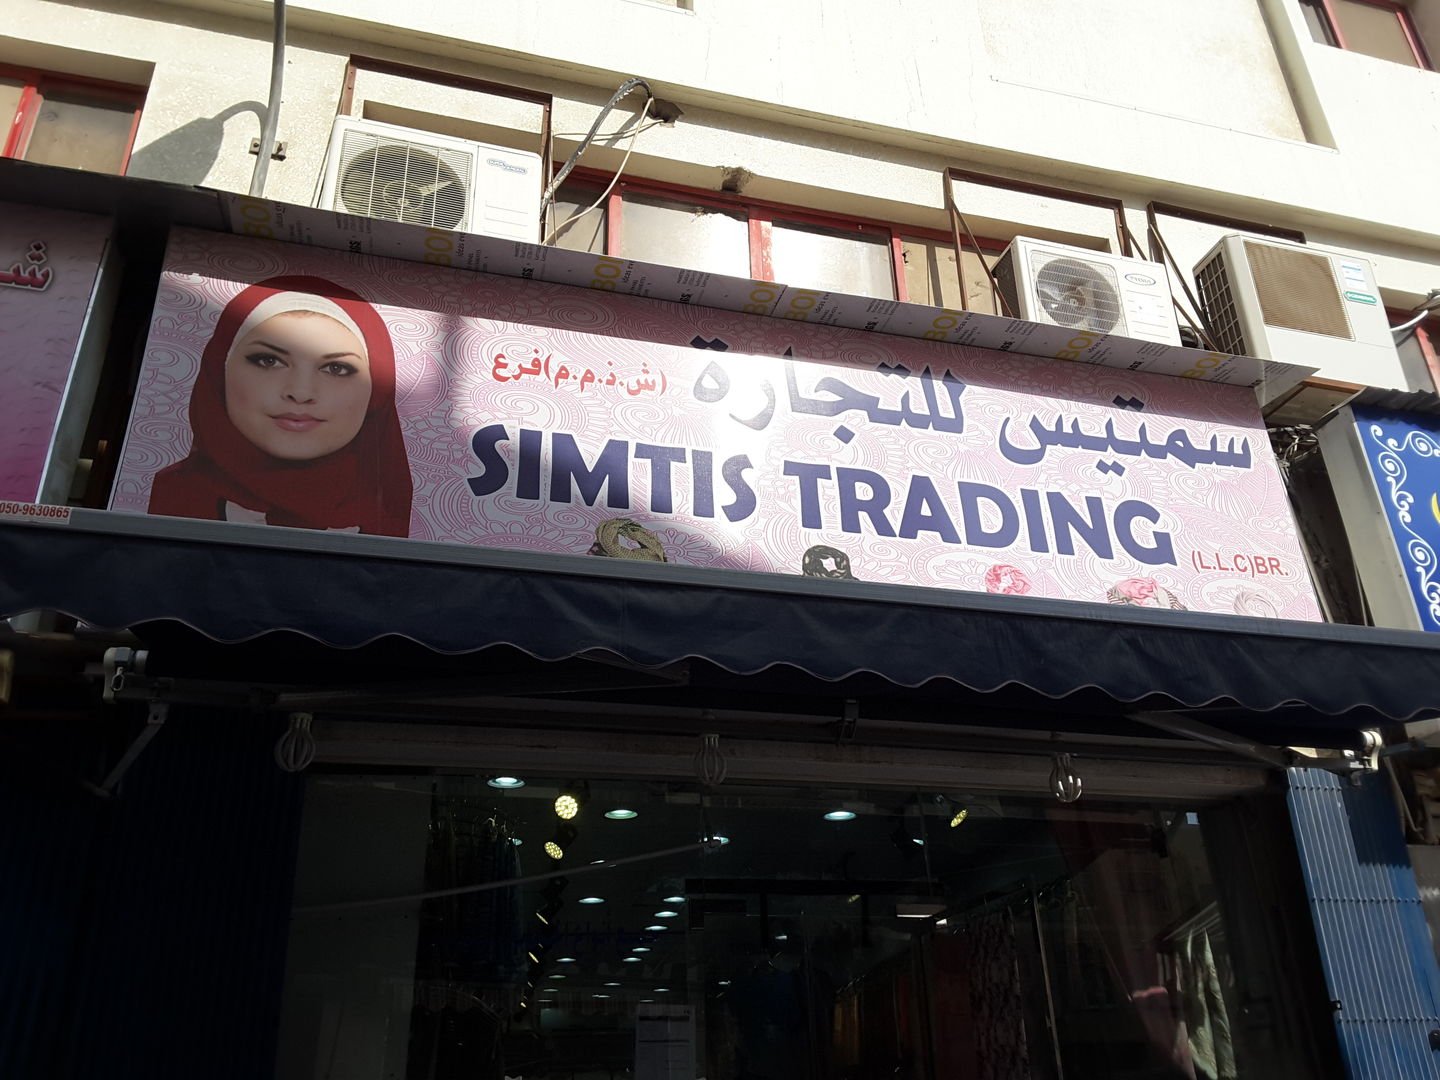 سمتيس للتجارة (ش.ذ.م.م)فرع
SIMTIS TRADING
(L.L.C)BR.
050-9630865